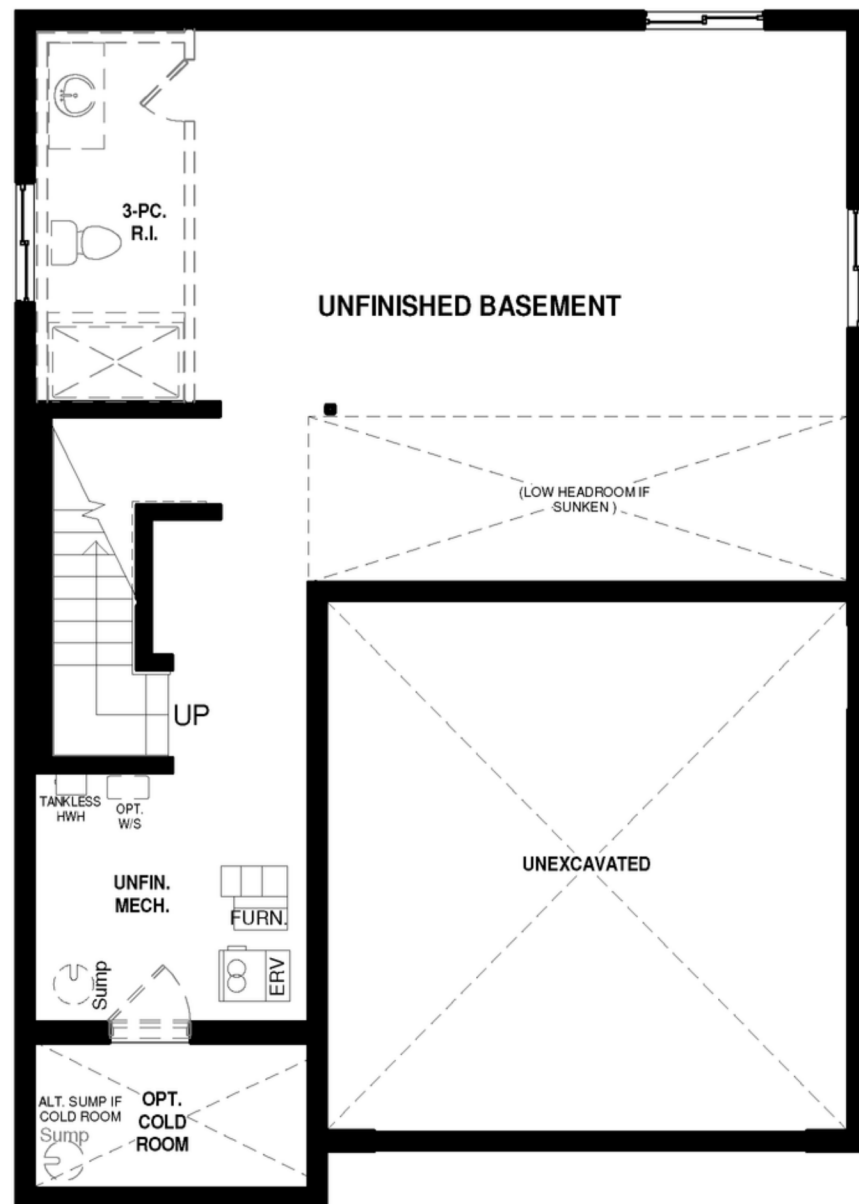 3-PC.
R.I.
UNFINISHED BASEMENT
(LOW HEADROOM IF
SUNKEN )
UP
TANKLESS
HWH
OPT.
W/S
UNFIN.
MECH.
FURN.
ERV
Sump
UNEXCAVATED
ALT. SUMP IF
COLD ROOM
Sump
OPT.
COLD
ROOM